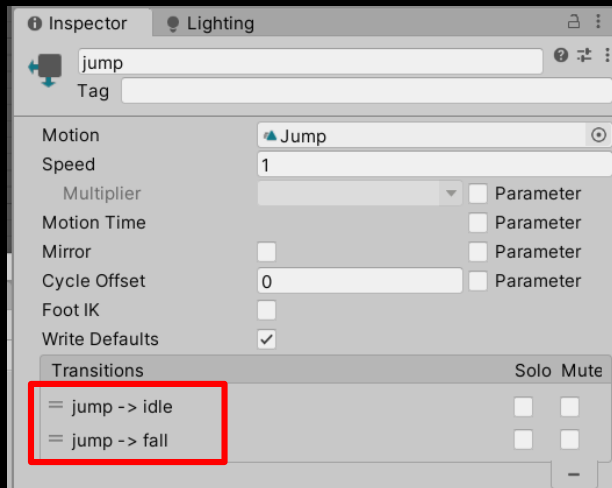 Inspector Lighting
jump
Tag
Motion Jump
Speed 1
Multiplier Parameter
Motion Time Parameter
Mirror Parameter
Cycle Offset 0 Parameter
Foot IK
Write Defaults
Transitions Solo Mute
jump -> idle
jump -> fall